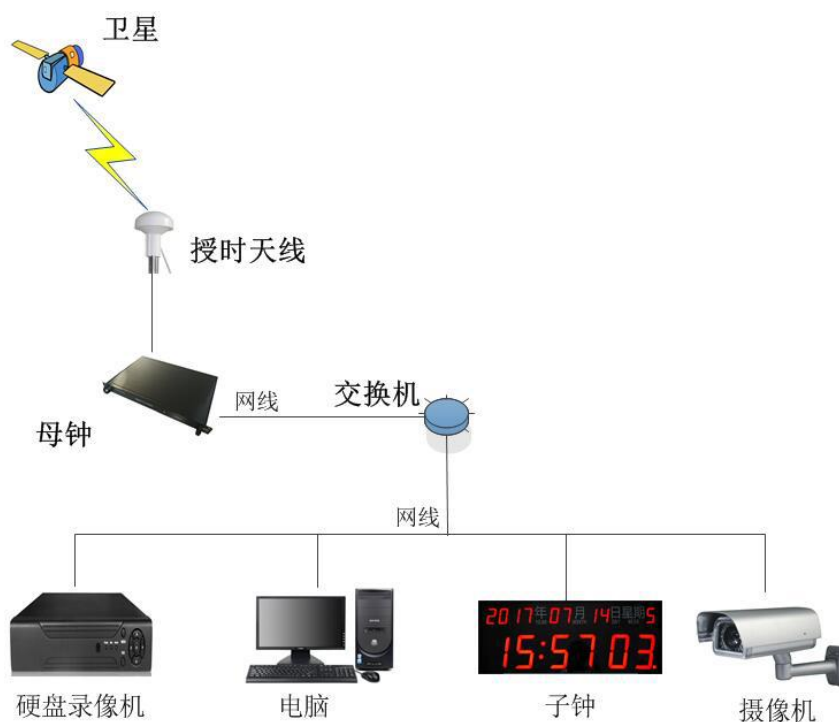 卫星
授时天线
母钟
网线
交换机
网线
2017年07月14日星期5
15:57 03
硬盘录像机
电脑
子钟
摄像机